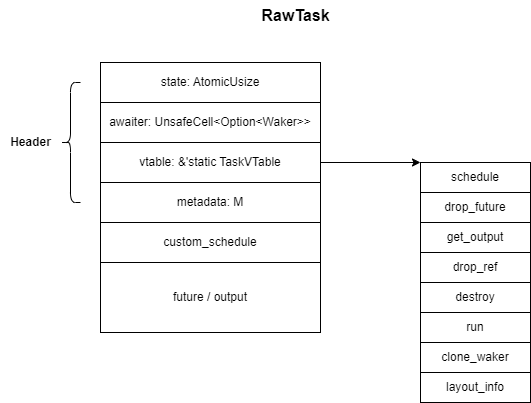 RawTask
state: AtomicUsize
awaiter: UnsafeCell<Option<Waker>>
Header
vtable: &'static TaskVTable
metadata: M
custom_schedule
future / output
schedule
drop_future
get_output
drop_ref
destroy
run
clone_waker
layout_info